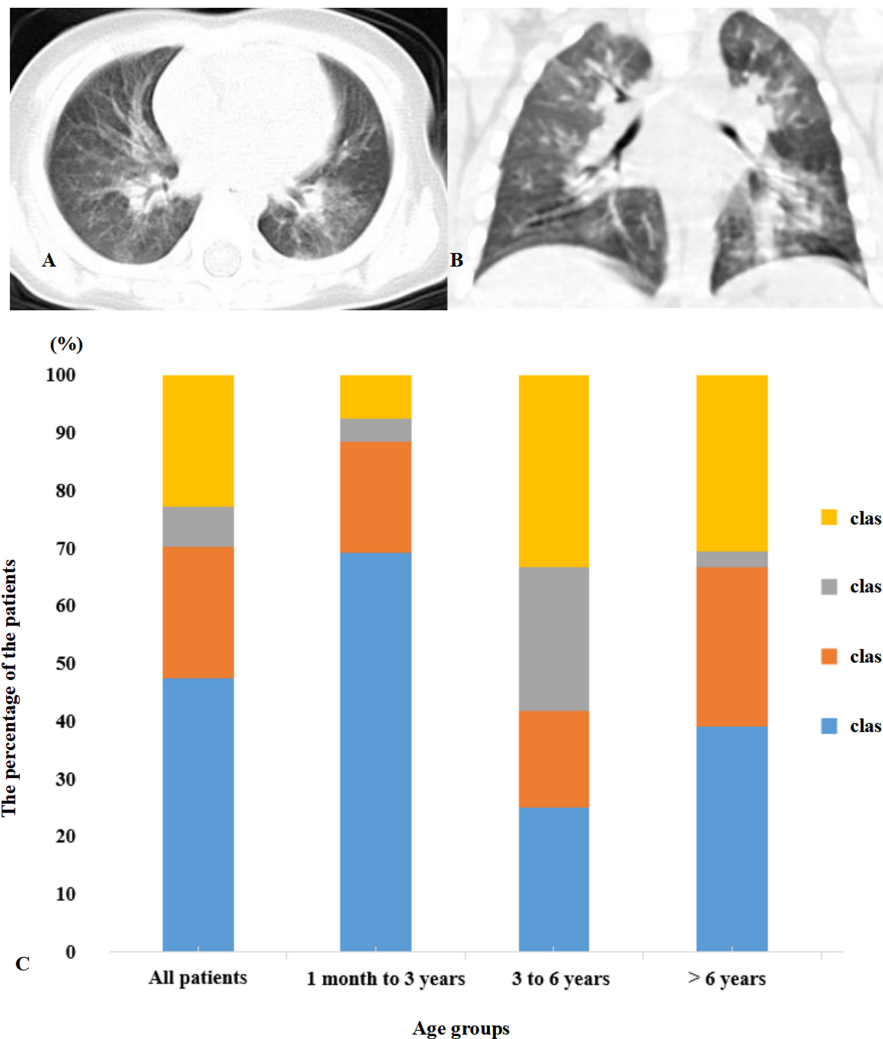 A
B
(%)
100
90
80
70
60
50
40
30
20
10
0
The percentage of the patients
clas
clas
clas
clas
C
All patients
1 month to 3 years
3 to 6 years
> 6 years
Age groups